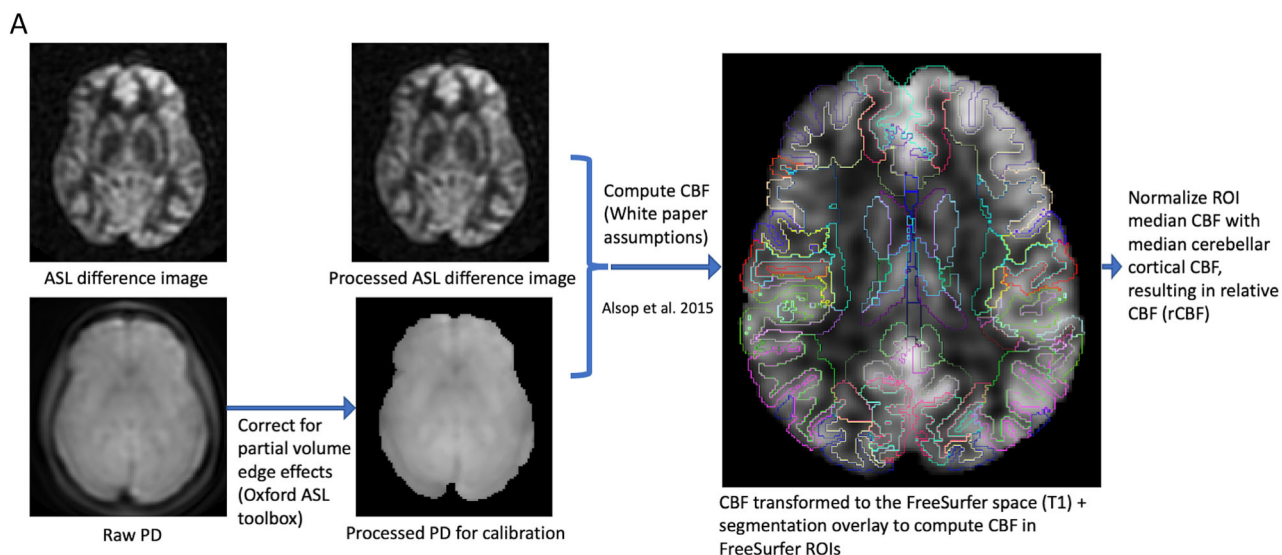 A
ASL difference image
Processed ASL difference image
Raw PD
Correct for
partial volume
edge effects
(Oxford ASL
toolbox)
Processed PD for calibration
Compute CBF
(White paper
assumptions)
Alsop et al. 2015
CBF transformed to the FreeSurfer space (T1) +
segmentation overlay to compute CBF in
FreeSurfer ROIs
Normalize ROI
median CBF with
median cerebellar
cortical CBF,
resulting in relative
CBF (rCBF)